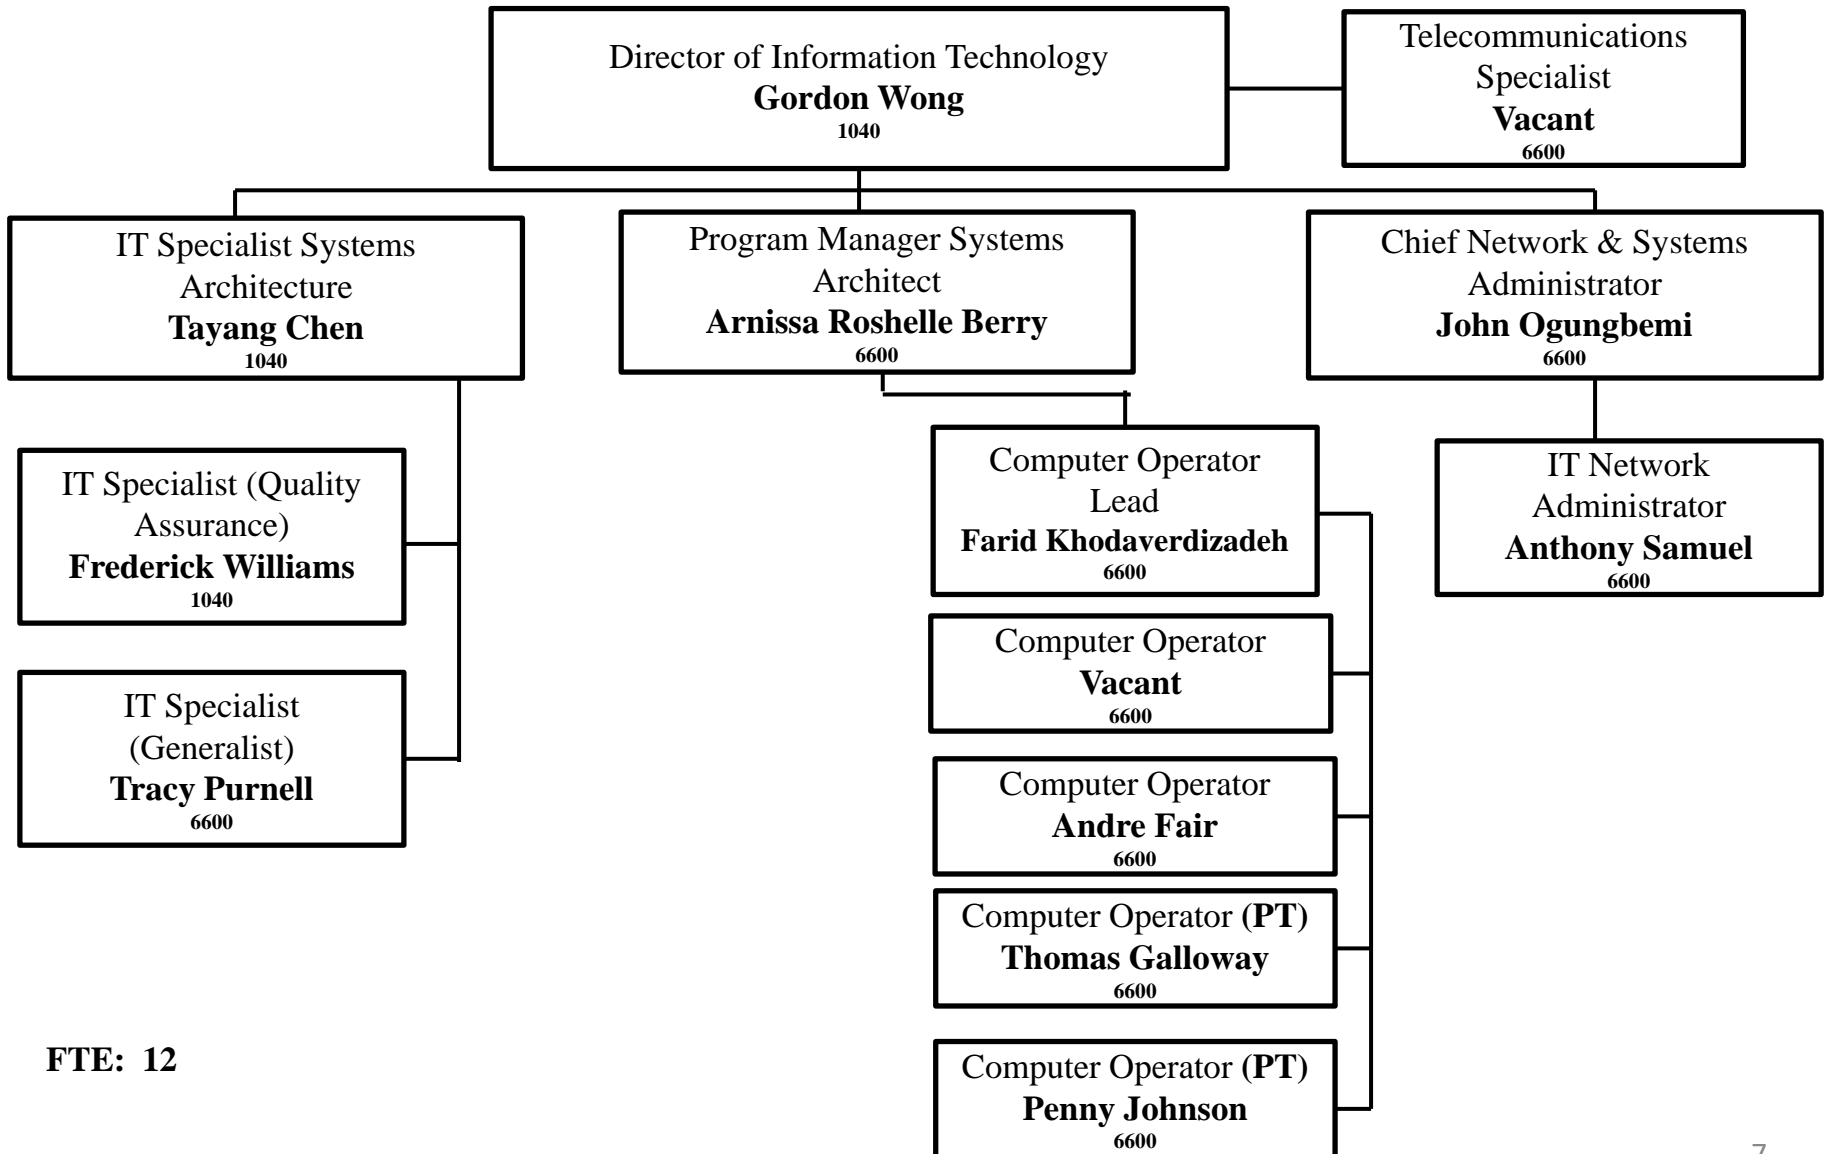 Director of Information Technology
Gordon Wong
1040
Telecommunications
Specialist
Vacant
6600
IT Specialist Systems
Architecture
Tayang Chen
1040
Program Manager Systems
Architect
Arnissa Roshelle Berry
6600
Chief Network & Systems
Administrator
John Ogungbemi
6600
IT Specialist (Quality
Assurance)
Frederick Williams
1040
IT Specialist
(Generalist)
Tracy Purnell
6600
Computer Operator
Lead
Farid Khodaverdizadeh
6600
Computer Operator
Vacant
6600
Computer Operator
Andre Fair
6600
Computer Operator (PT)
Thomas Galloway
6600
Computer Operator (PT)
Penny Johnson
6600
IT Network
Administrator
Anthony Samuel
6600
FTE: 12
7